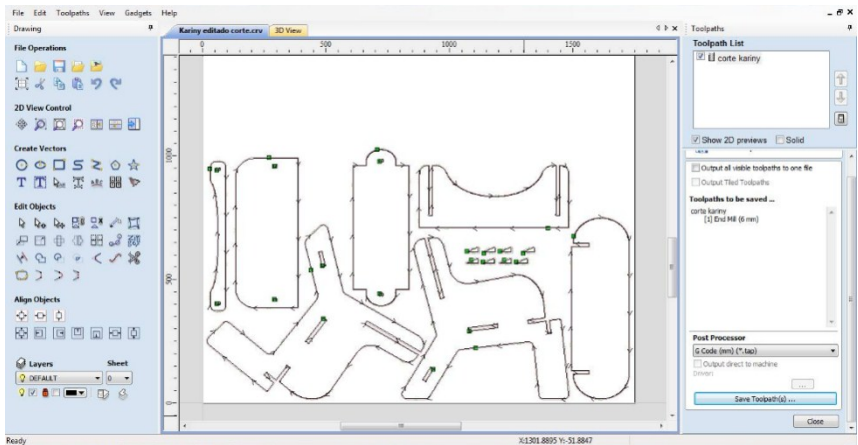 File Edit Toolpaths View Gadgets Help
Drawing
File Operations
2D View Control
Create Vectors
Edit Objects
Align Objects
Layers Sheet
DEFAULT 0
Kariny editado corte.crv 3D View
0 500 1000 1500
1000
500
0
Toolpaths
Toolpath List
corte kariny
Show 2D previews Solid
Output all visible toolpaths to one file
Output Tiled Toolpaths
Toolpaths to be saved ...
corte kariny
[1] End Mill (6 mm)
Post Processor
G Code (mm) (*.tap)
Output direct to machine
Driver:
...
Save Toolpath(s) ...
Close
Ready X:1301.8895 Y:-51.8847